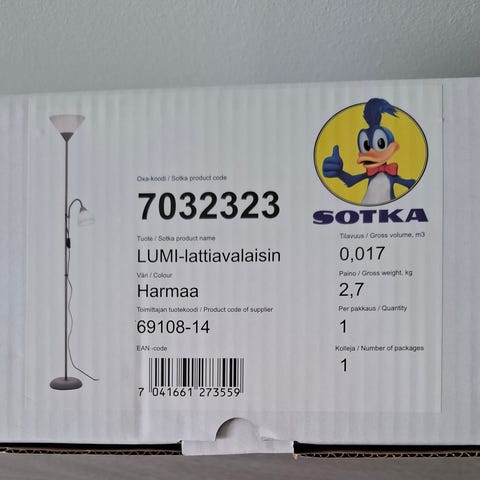 Oxa-koodi / Sotka product code
7032323
Tuote / Sotka product name
LUMI-lattiavalaisin
Väri / Colour
Harmaa
Toimittajan tuotekoodi / Product code of supplier
69108-14
EAN -code
7 041661 273559
SOTKA
Tilavuus / Gross volume, m3
0,017
Paino / Gross weight, kg
2,7
Per pakkaus / Quantity
1
Kolleja / Number of packages
1